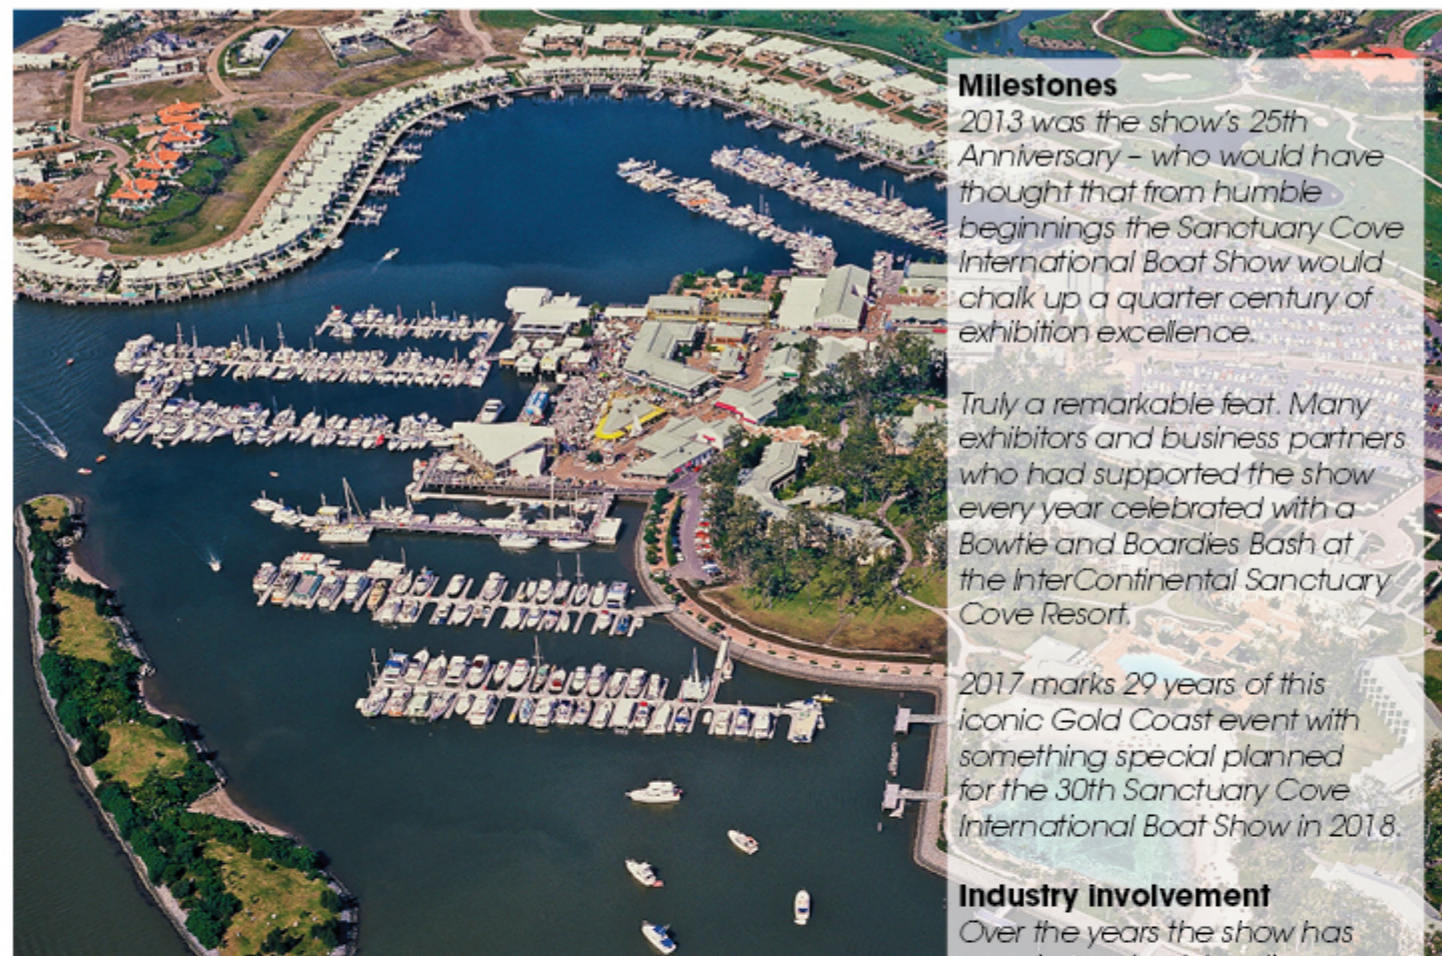 Milestones
2013 was the show's 25th
Anniversary – who would have
thought that from humble
beginnings the Sanctuary Cove
International Boat Show would
chalk up a quarter century of
exhibition excellence.
Truly a remarkable feat. Many
exhibitors and business partners
who had supported the show
every year celebrated with a
Bowtie and Boardies Bash at
the InterContinental Sanctuary
Cove Resort.
2017 marks 29 years of this
iconic Gold Coast event with
something special planned
for the 30th Sanctuary Cove
International Boat Show in 2018.
Industry involvement
Over the years the show has